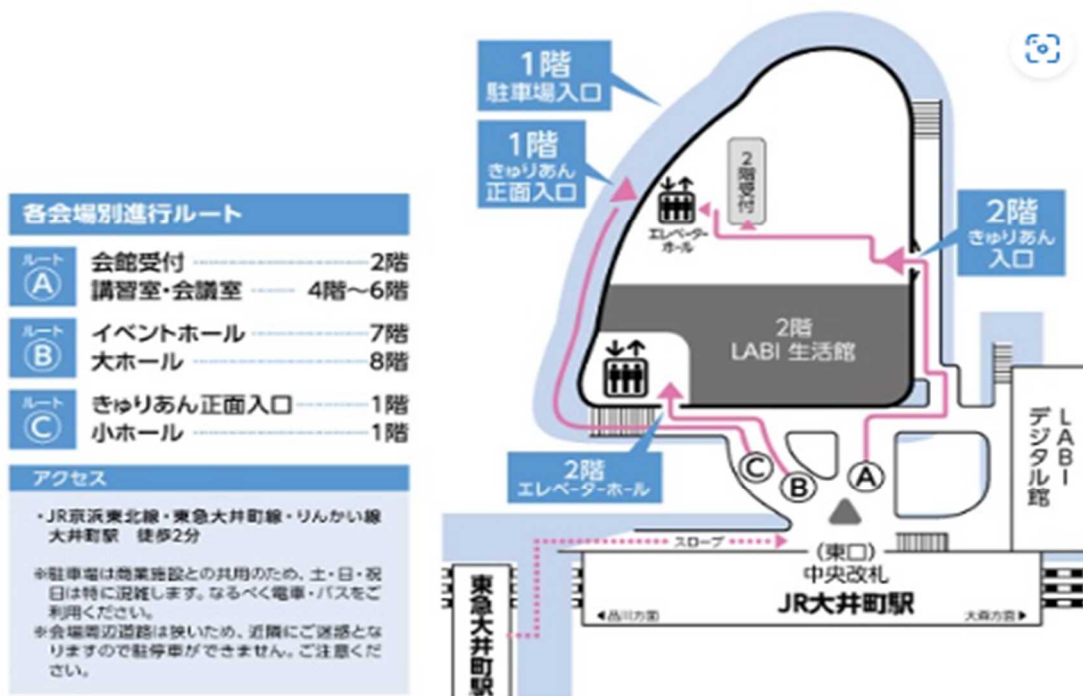 各会場別進行ルート
ルート
A
会館受付 2階
講習室・会議室 4階〜6階
ルート
B
イベントホール 7階
大ホール 8階
ルート
C
きゅりあん正面入口 1階
小ホール 1階
アクセス
・JR京浜東北線・東急大井町線・りんかい線
大井町駅 徒歩2分
※駐車場は商業施設との共用のため、土・日・祝
日は特に混雑します。なるべく電車・バスをご
利用ください。
※会場周辺道路は狭いため、近隣にご迷惑とな
りますので駐停車ができません。ご注意くだ
さい。
1階
駐車場入口
1階
きゅりあん
正面入口
2階受付
エレベーター
ホール
2階
きゅりあん
入口
2階
LABI 生活館
2階
エレベーターホール
C
B
A
LABI
デジタル館
スロープ
(東口)
中央改札
JR大井町駅
◀品川方面
大森方面▶
東急大井町駅